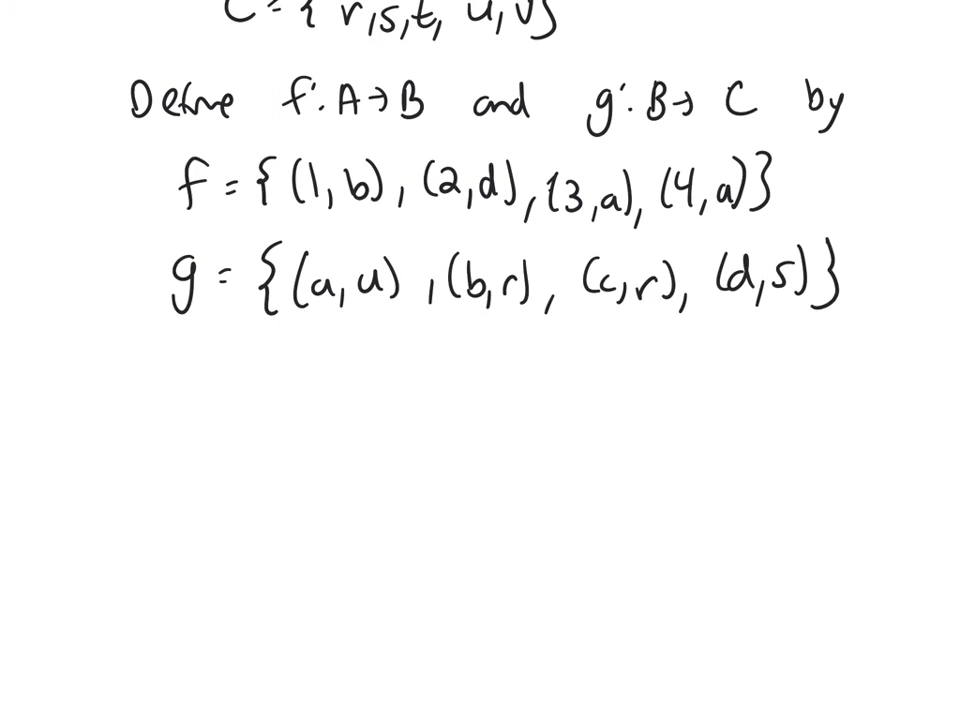 C = { r,s,t, u,v}
Define f: A→B and g: B→ C by
f = { (1, b), (2,d), (3,a), (4,a)}
g = {(a,u), (b,r), (c,r), (d,s)}